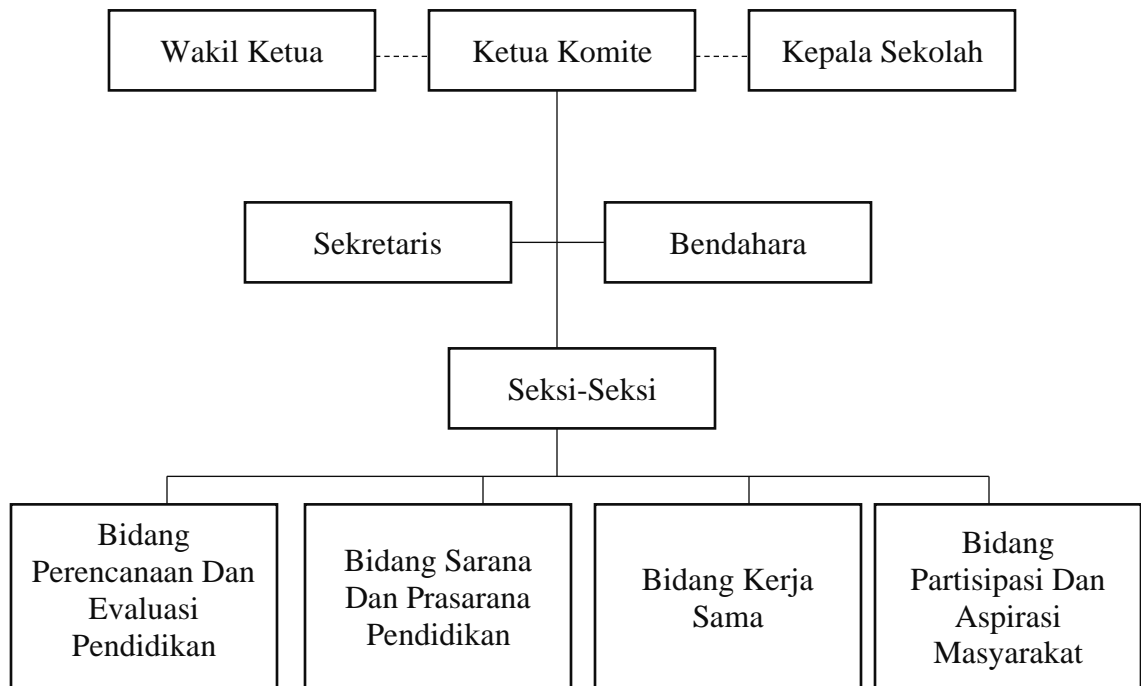 Wakil Ketua
Ketua Komite
Kepala Sekolah
Sekretaris
Bendahara
Seksi-Seksi
Bidang
Perencanaan Dan
Evaluasi
Pendidikan
Bidang Sarana
Dan Prasarana
Pendidikan
Bidang Kerja
Sama
Bidang
Partisipasi Dan
Aspirasi
Masyarakat